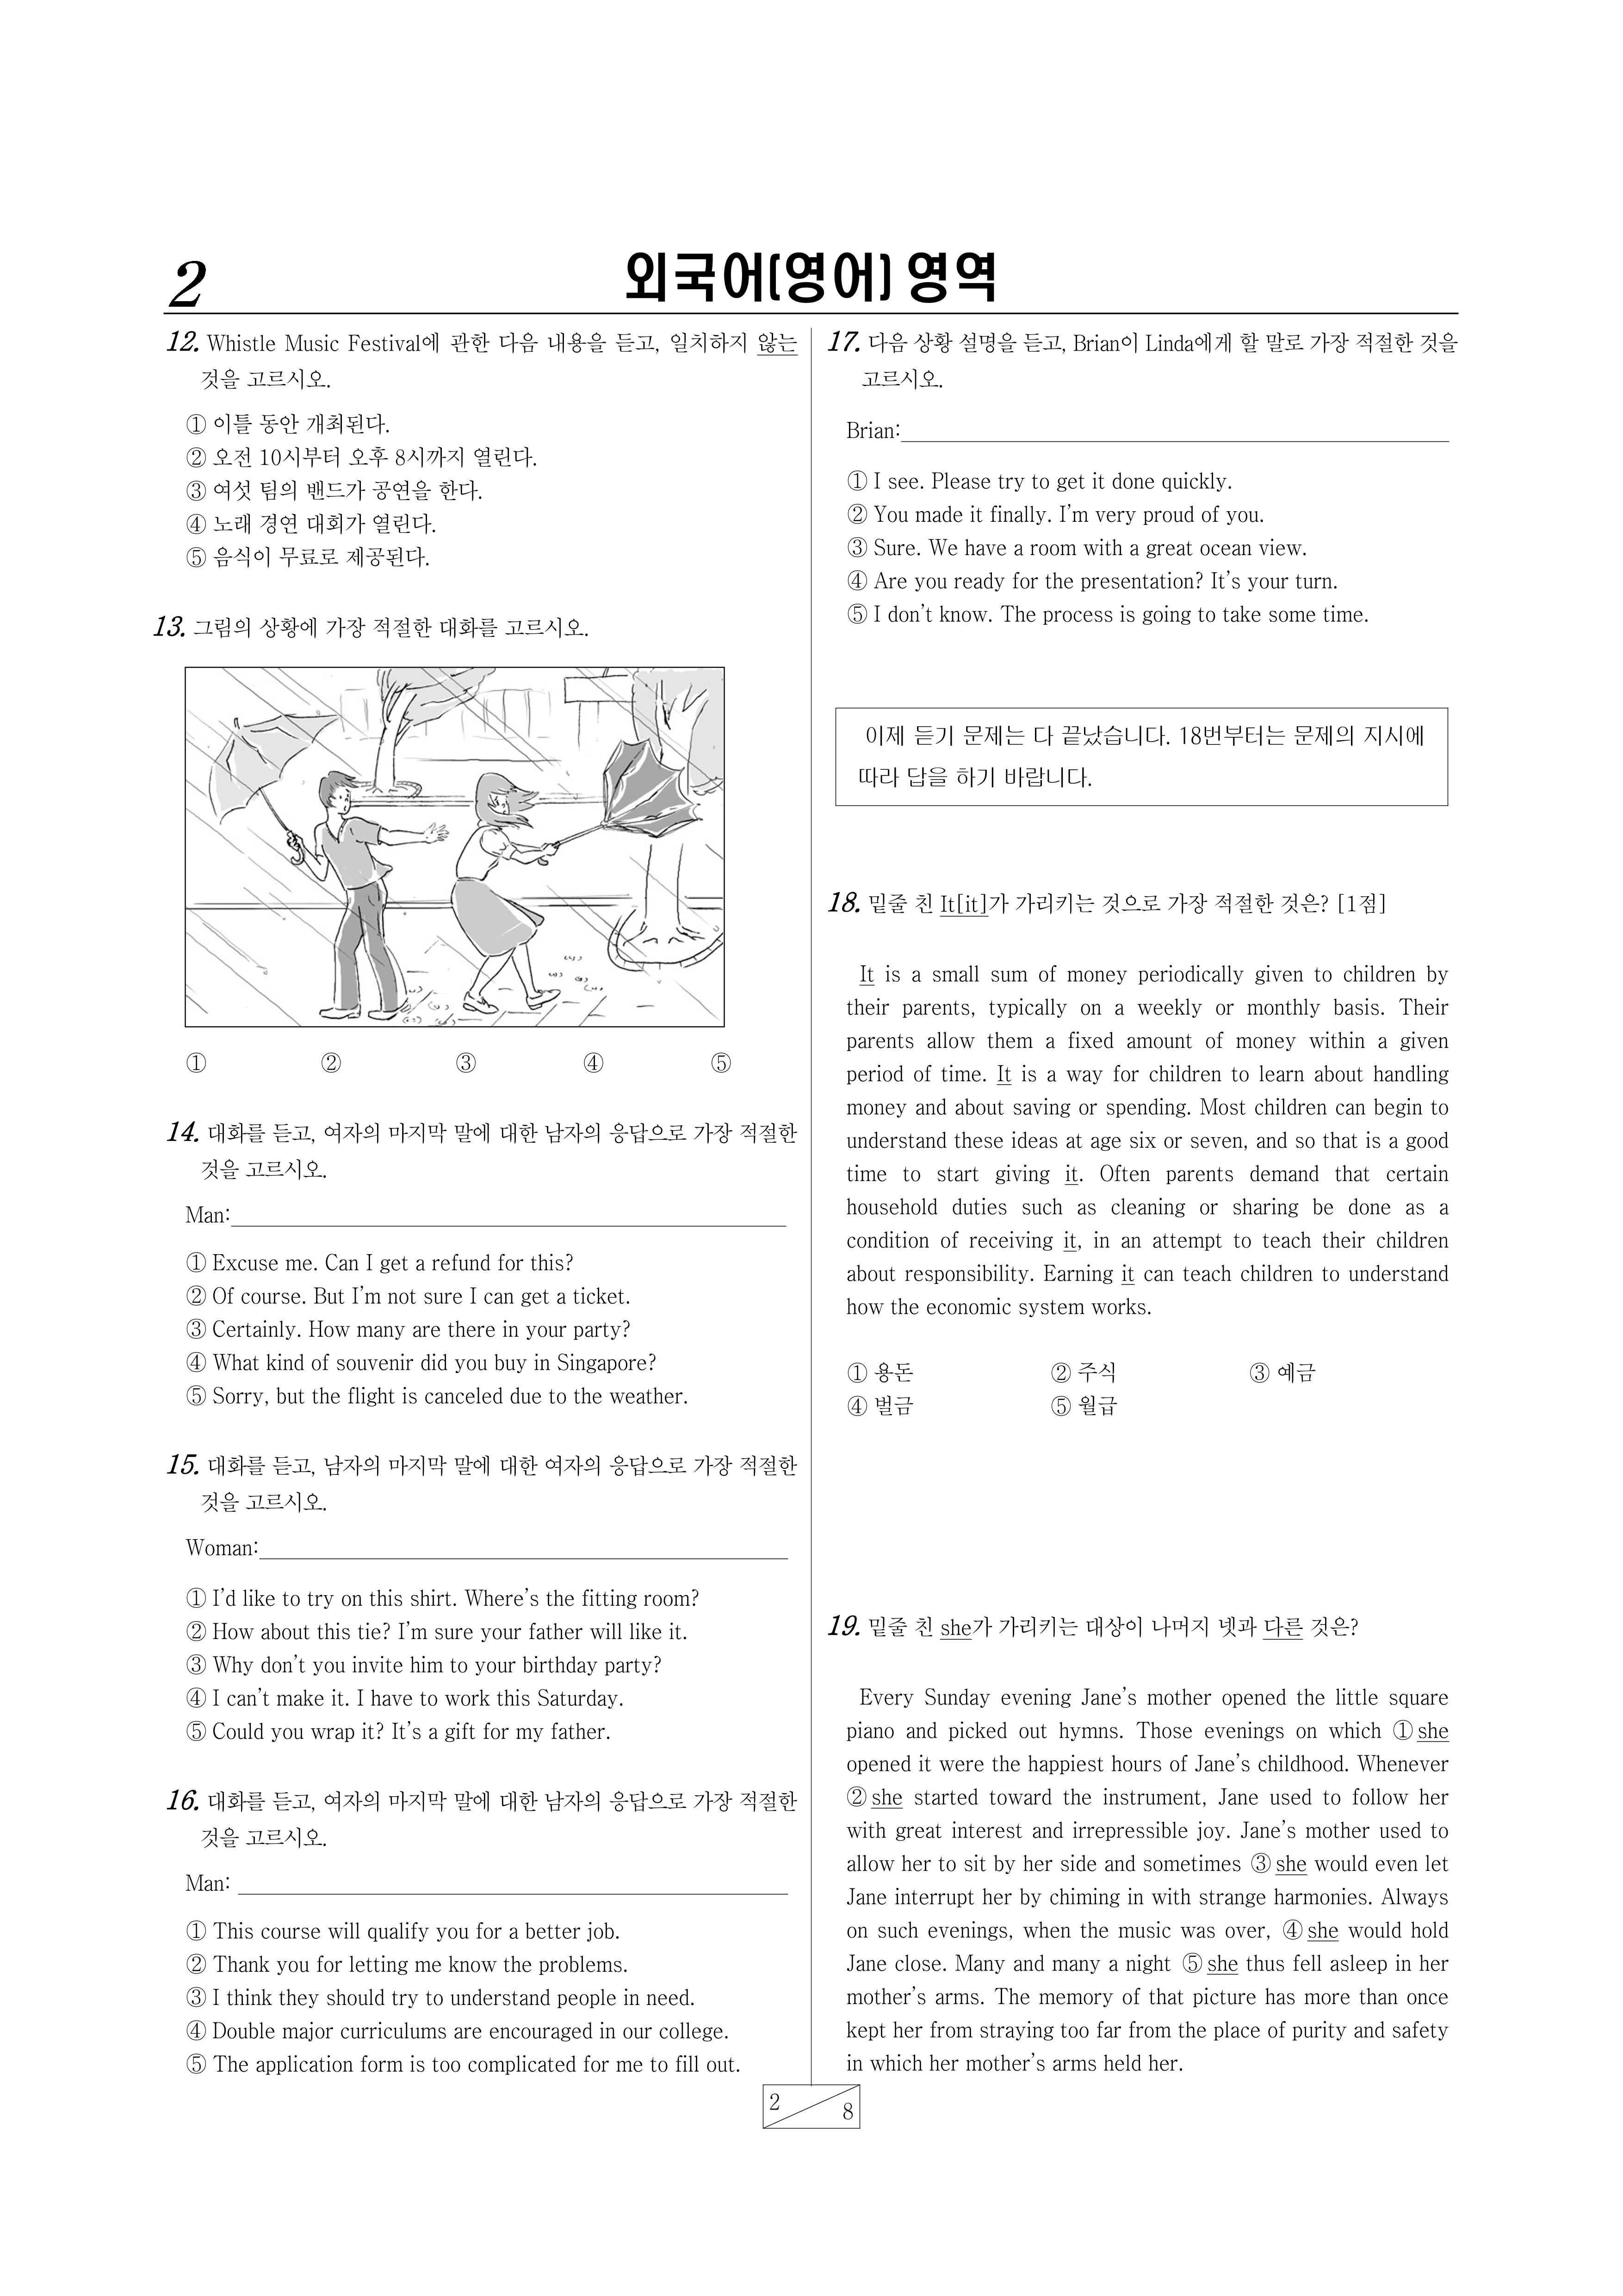 2
외국어(영어) 영역
12. Whistle Music Festival에 관한 다음 내용을 듣고, 일치하지 않는
것을 고르시오.
① 이틀 동안 개최된다.
② 오전 10시부터 오후 8시까지 열린다.
③ 여섯 팀의 밴드가 공연을 한다.
④ 노래 경연 대회가 열린다.
⑤ 음식이 무료로 제공된다.
13. 그림의 상황에 가장 적절한 대화를 고르시오.
① ② ③ ④ ⑤
14. 대화를 듣고, 여자의 마지막 말에 대한 남자의 응답으로 가장 적절한
것을 고르시오.
Man:
① Excuse me. Can I get a refund for this?
② Of course. But I'm not sure I can get a ticket.
③ Certainly. How many are there in your party?
④ What kind of souvenir did you buy in Singapore?
⑤ Sorry, but the flight is canceled due to the weather.
15. 대화를 듣고, 남자의 마지막 말에 대한 여자의 응답으로 가장 적절한
것을 고르시오.
Woman:
① I'd like to try on this shirt. Where's the fitting room?
② How about this tie? I'm sure your father will like it.
③ Why don't you invite him to your birthday party?
④ I can't make it. I have to work this Saturday.
⑤ Could you wrap it? It's a gift for my father.
16. 대화를 듣고, 여자의 마지막 말에 대한 남자의 응답으로 가장 적절한
것을 고르시오.
Man:
① This course will qualify you for a better job.
② Thank you for letting me know the problems.
③ I think they should try to understand people in need.
④ Double major curriculums are encouraged in our college.
⑤ The application form is too complicated for me to fill out.
17. 다음 상황 설명을 듣고, Brian이 Linda에게 할 말로 가장 적절한 것을
고르시오.
Brian:
① I see. Please try to get it done quickly.
② You made it finally. I'm very proud of you.
③ Sure. We have a room with a great ocean view.
④ Are you ready for the presentation? It's your turn.
⑤ I don't know. The process is going to take some time.
이제 듣기 문제는 다 끝났습니다. 18번부터는 문제의 지시에
따라 답을 하기 바랍니다.
18. 밑줄 친 It[it]가 가리키는 것으로 가장 적절한 것은? [1점]
It is a small sum of money periodically given to children by
their parents, typically on a weekly or monthly basis. Their
parents allow them a fixed amount of money within a given
period of time. It is a way for children to learn about handling
money and about saving or spending. Most children can begin to
understand these ideas at age six or seven, and so that is a good
time to start giving it. Often parents demand that certain
household duties such as cleaning or sharing be done as a
condition of receiving it, in an attempt to teach their children
about responsibility. Earning it can teach children to understand
how the economic system works.
① 용돈 ② 주식 ③ 예금
④ 벌금 ⑤ 월급
19. 밑줄 친 she가 가리키는 대상이 나머지 넷과 다른 것은?
Every Sunday evening Jane's mother opened the little square
piano and picked out hymns. Those evenings on which ① she
opened it were the happiest hours of Jane's childhood. Whenever
② she started toward the instrument, Jane used to follow her
with great interest and irrepressible joy. Jane's mother used to
allow her to sit by her side and sometimes ③ she would even let
Jane interrupt her by chiming in with strange harmonies. Always
on such evenings, when the music was over, ④ she would hold
Jane close. Many and many a night ⑤ she thus fell asleep in her
mother's arms. The memory of that picture has more than once
kept her from straying too far from the place of purity and safety
in which her mother's arms held her.
2
8